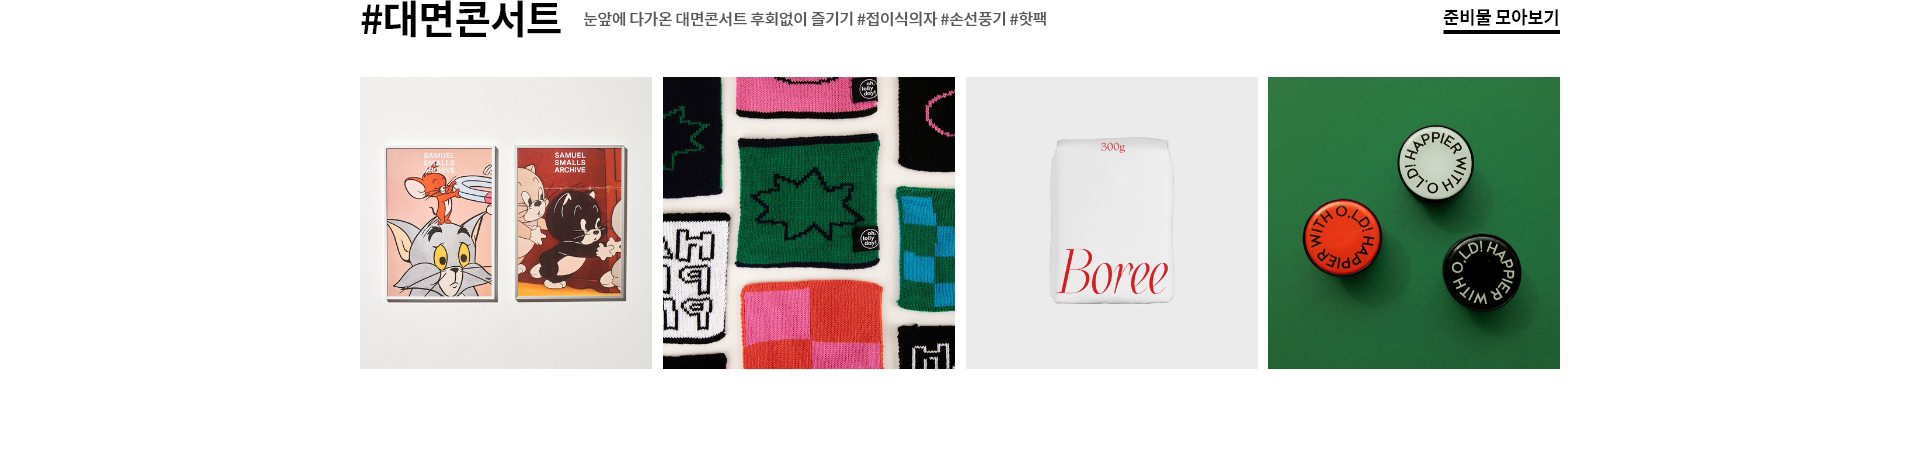 #대면콘서트
눈앞에 다가온 대면콘서트 후회없이 즐기기 #접이식의자 #손선풍기 #핫팩
준비물 모아보기
SAMUEL
SMALLS
ARCHIVE
SAMUEL
SMALLS
ARCHIVE
oh,
lolly
day!
oh,
lolly
day!
300g
Boree
HAPPIER WITH O,LD!
HAPPIER WITH O,LD!
HAPPIER WITH O,LD!